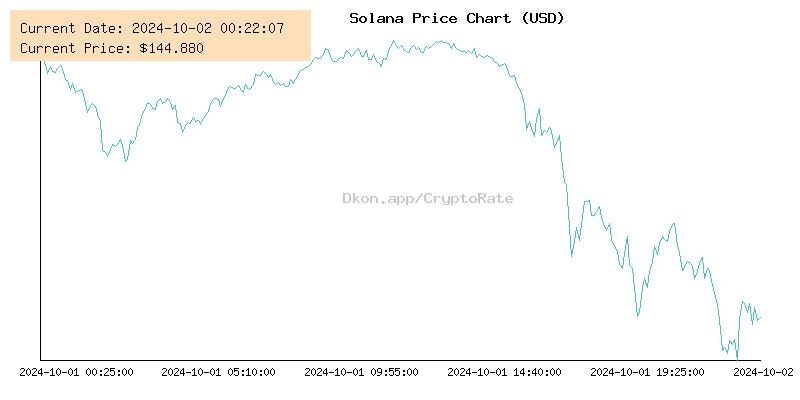 Solana Price Chart (USD)
Current Date: 2024-10-02 00:22:07
Current Price: $144.880
Dkon.app/CryptoRate
2024-10-01 00:25:00 2024-10-01 05:10:00 2024-10-01 09:55:00 2024-10-01 14:40:00 2024-10-01 19:25:00 2024-10-02